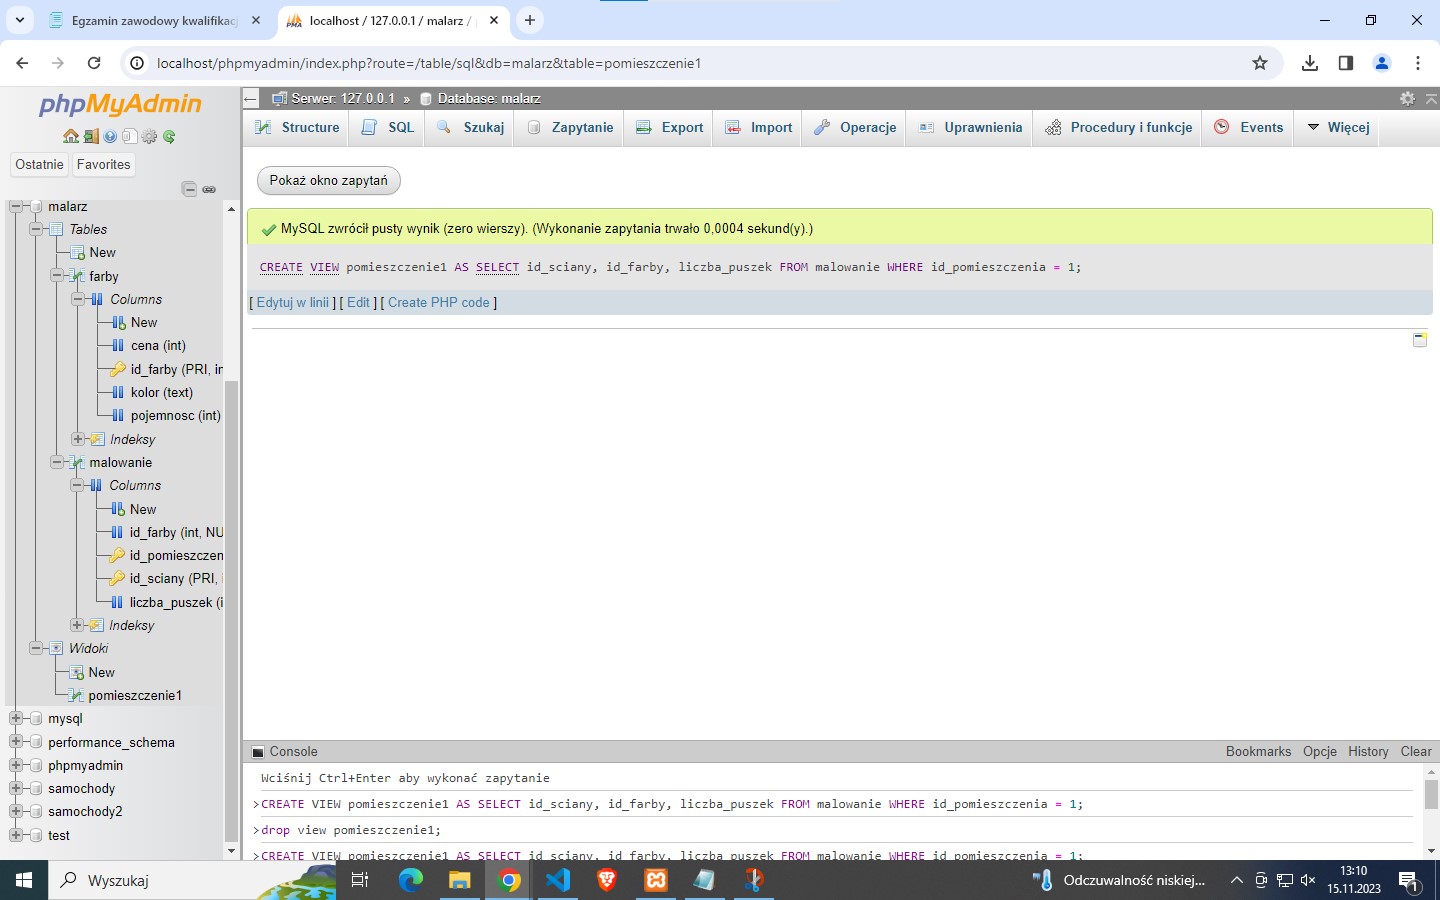 Egzamin zawodowy kwalifikac
localhost / 127.0.0.1 / malarz /
localhost/phpmyadmin/index.php?route=/table/sql&db=malarz&table=pomieszczenie1
phpMyAdmin
Ostatnie Favorites
malarz
Tables
New
farby
Columns
New
cena (int)
id_farby (PRI, in
kolor (text)
pojemnosc (int)
Indeksy
malowanie
Columns
New
id_farby (int, NU
id_pomieszczen
id_sciany (PRI, i
liczba_puszek (i
Indeksy
Widoki
New
pomieszczenie1
mysql
performance_schema
phpmyadmin
samochody
samochody2
test
Serwer: 127.0.0.1 » Database: malarz
Structure SQL Szukaj Zapytanie Export Import Operacje Uprawnienia Procedury i funkcje Events Więcej
Pokaż okno zapytań
MySQL zwrócił pusty wynik (zero wierszy). (Wykonanie zapytania trwało 0,0004 sekund(y).)
CREATE VIEW pomieszczenie1 AS SELECT id_sciany, id_farby, liczba_puszek FROM malowanie WHERE id_pomieszczenia = 1;
[ Edytuj w linii ] [ Edit ] [ Create PHP code ]
Console Bookmarks Opcje History Clear
Wciśnij Ctrl+Enter aby wykonać zapytanie
>CREATE VIEW pomieszczenie1 AS SELECT id_sciany, id_farby, liczba_puszek FROM malowanie WHERE id_pomieszczenia = 1;
>drop view pomieszczenie1;
>CREATE VIEW pomieszczenie1 AS SELECT id_sciany, id_farby, liczba_puszek FROM malowanie WHERE id_pomieszczenia = 1;
Wyszukaj
Odczuwalność niskiej...
13:10
15.11.2023
1